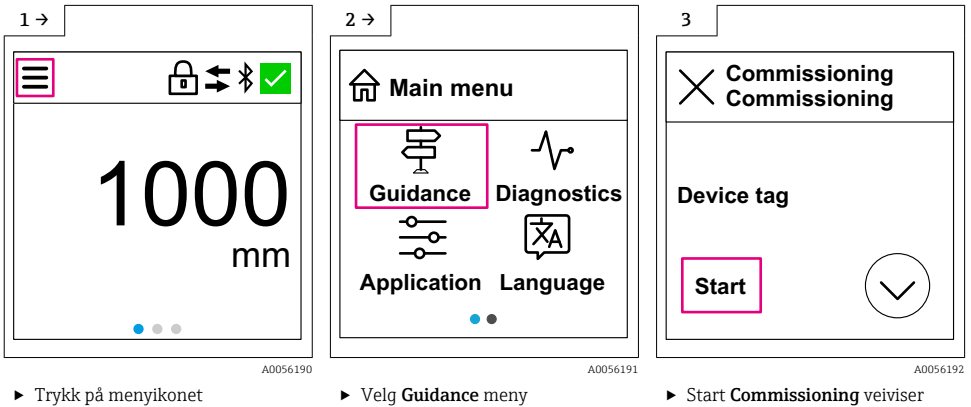 1 →
1000
mm
A0056190
► Trykk på menyikonet
2 →
Main menu
Guidance Diagnostics
Application Language
A0056191
► Velg Guidance meny
3
Commissioning
Commissioning
Device tag
Start
A0056192
► Start Commissioning veiviser